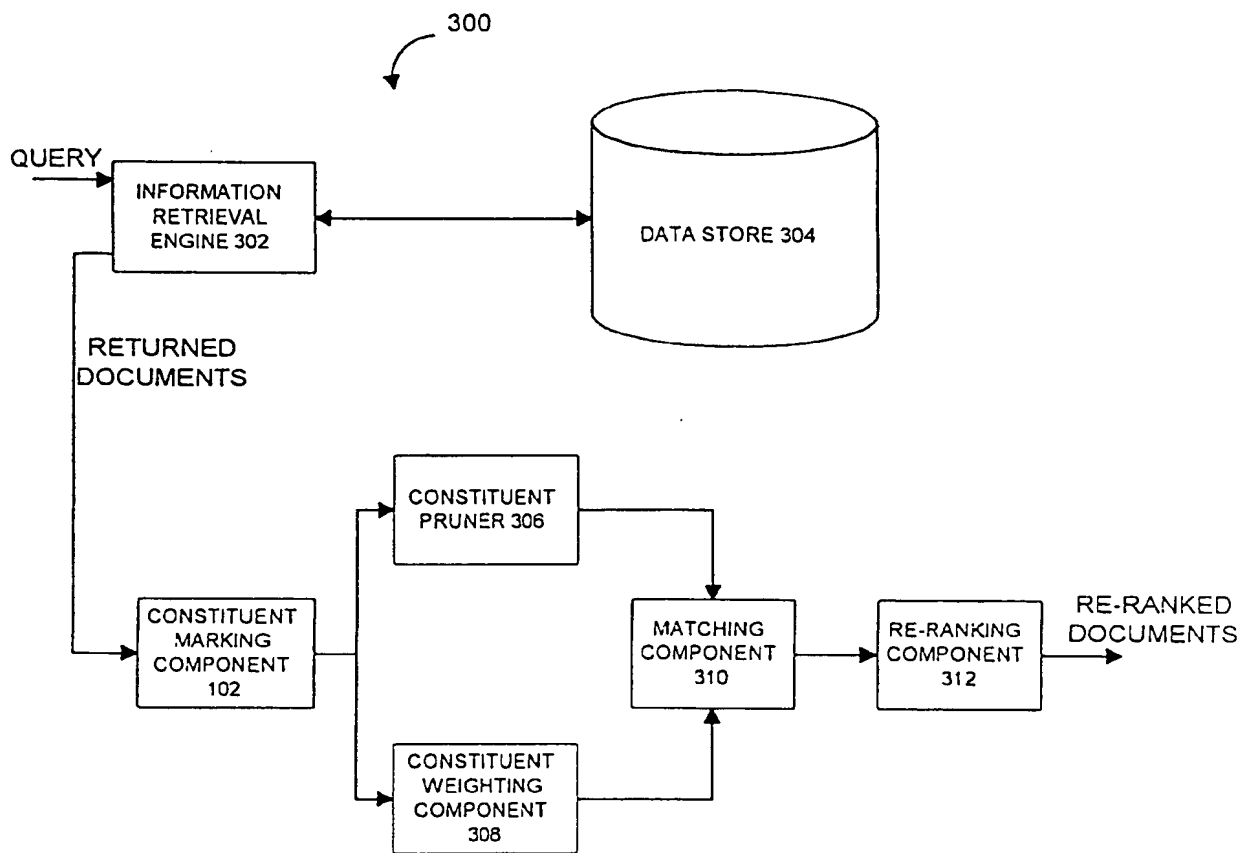 300
QUERY
INFORMATION
RETRIEVAL
ENGINE 302
DATA STORE 304
RETURNED
DOCUMENTS
CONSTITUENT
PRUNER 306
CONSTITUENT
MARKING
COMPONENT
102
MATCHING
COMPONENT
310
RE-RANKING
COMPONENT
312
RE-RANKED
DOCUMENTS
CONSTITUENT
WEIGHTING
COMPONENT
308